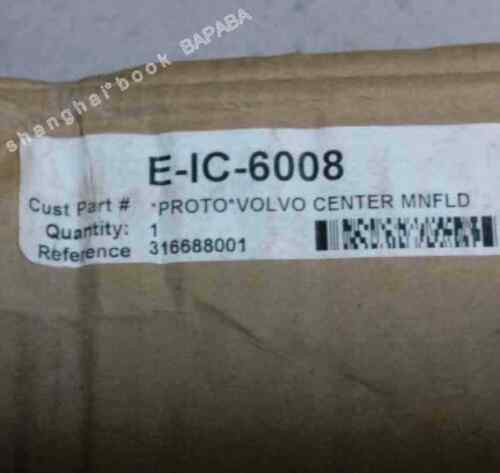 shanghai*book BAPABA
E-IC-6008
Cust Part # *PROTO*VOLVO CENTER MNFLD
Quantity: 1
Reference 316688001